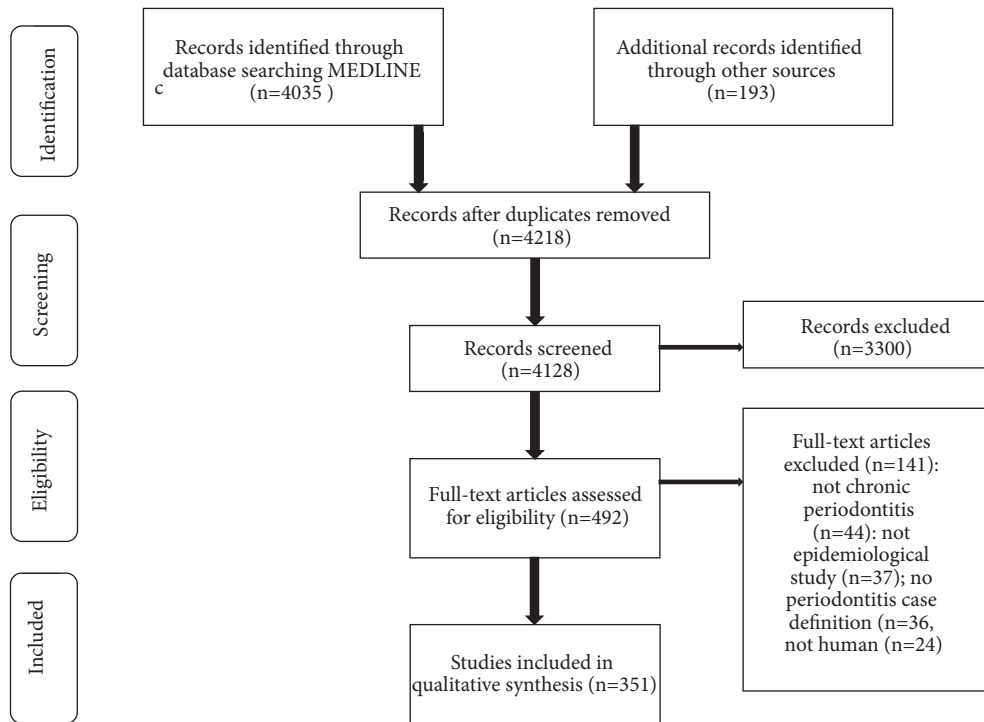 Identification
Records identified through
database searching MEDLINE
c
(n=4035 )
Additional records identified
through other sources
(n=193)
Records after duplicates removed
(n=4218)
Screening
Records screened
(n=4128)
Records excluded
(n=3300)
Eligibility
Full-text articles assessed
for eligibility (n=492)
Full-text articles
excluded (n=141):
not chronic
periodontitis
(n=44): not
epidemiological
study (n=37); no
periodontitis case
definition (n=36,
not human (n=24)
Included
Studies included in
qualitative synthesis (n=351)